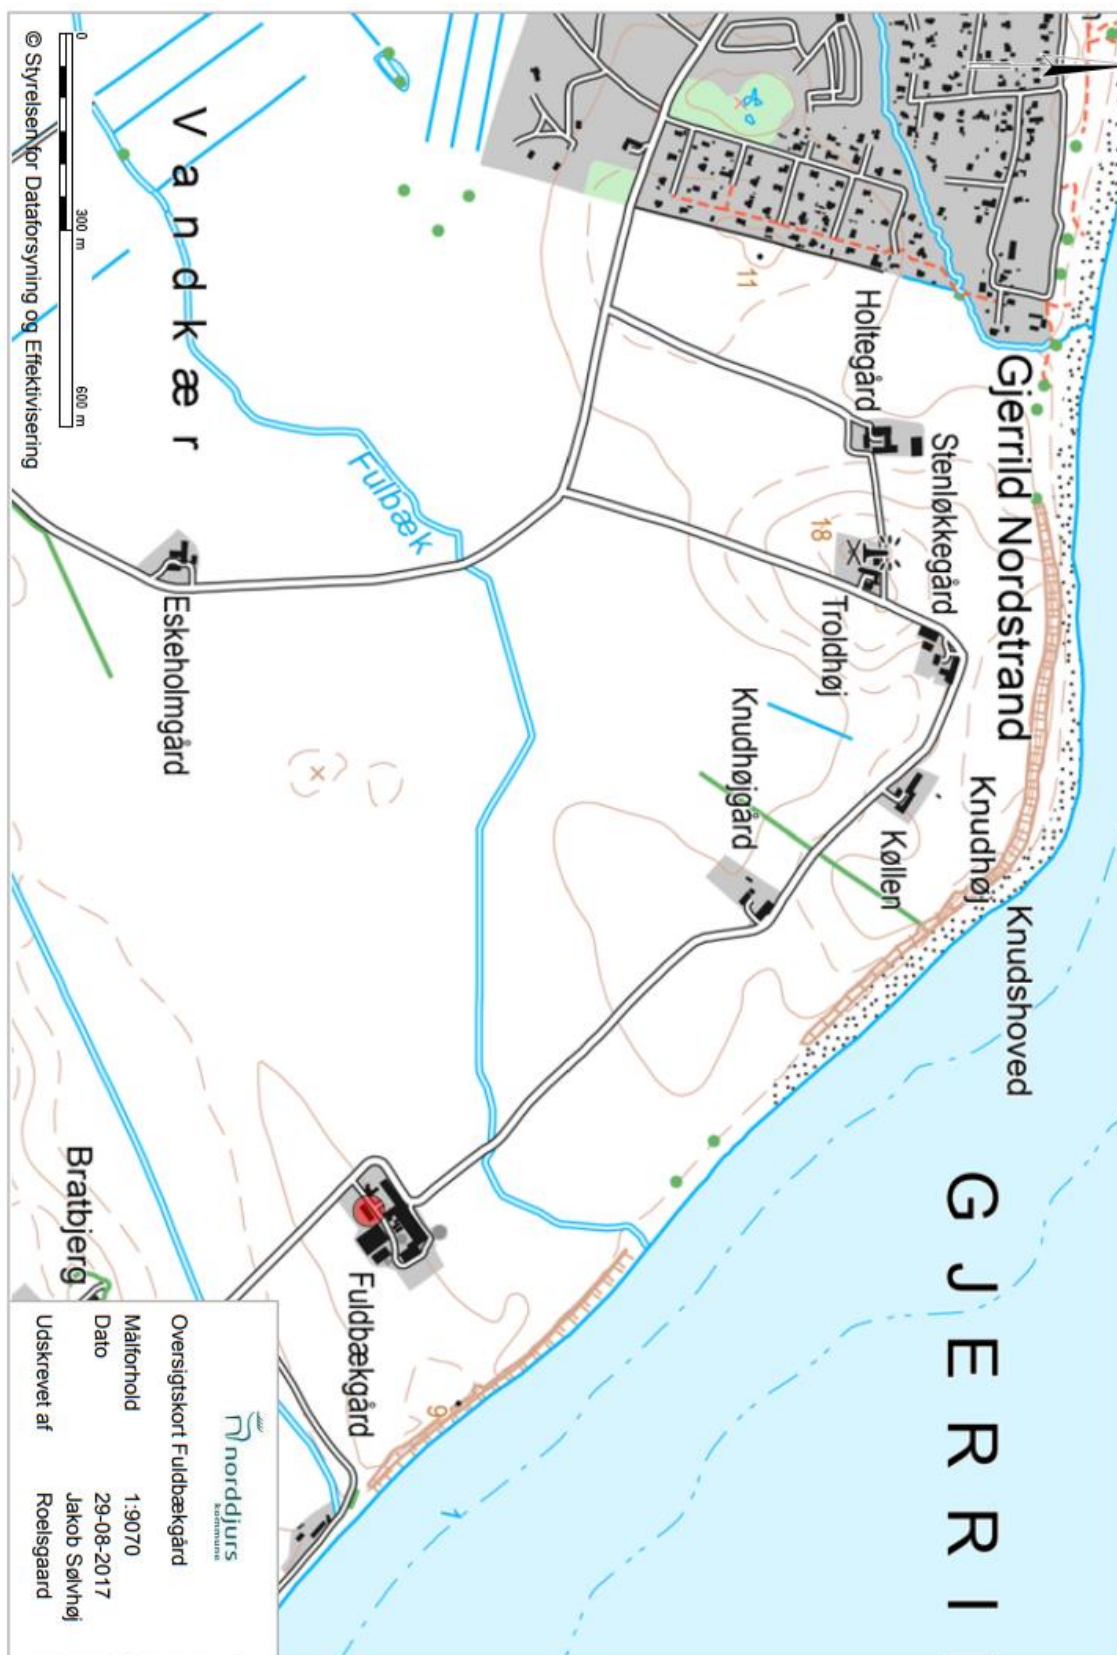 GJERRI
Gjerrild Nordstrand
Knudshoved
Knudhøj
Stenløkkegård
Køllen
Holtegård
Troldhøj
18
11
Knudhøjgård
Fulbæk
Vandkær
Eskeholmgård
Fuldbækgård
9
1
Bratbjerg
0 300 m 600 m
© Styrelsen for Dataforsyning og Effektivisering
norddjurs
kommune
Oversigtskort Fuldbækgård
Målforhold 1:9070
Dato 29-08-2017
Udskrevet af Jakob Sølvhøj
Roelsgaard